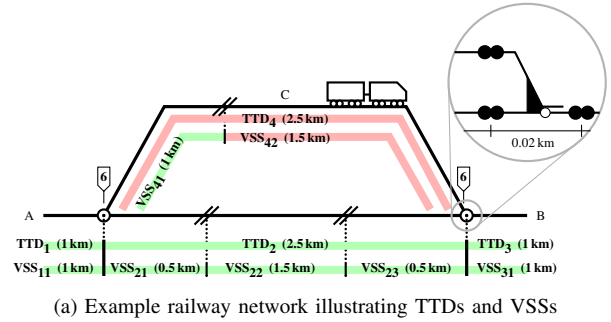 C
TTD4 (2.5 km)
VSS42 (1.5 km)
VSS41 (1 km)
0.02 km
6
6
A
B
TTD1 (1 km)
TTD2 (2.5 km)
TTD3 (1 km)
VSS11 (1 km)
VSS21 (0.5 km)
VSS22 (1.5 km)
VSS23 (0.5 km)
VSS31 (1 km)
(a) Example railway network illustrating TTDs and VSSs